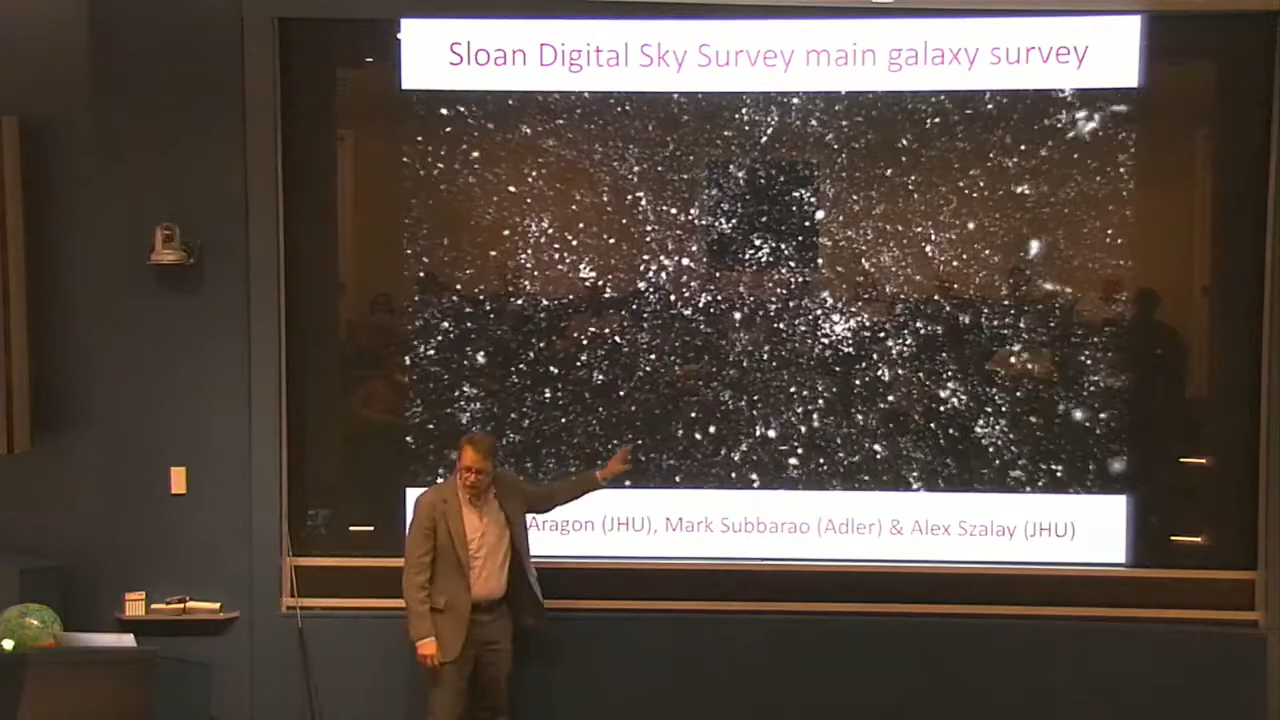 Sloan Digital Sky Survey main galaxy survey
Aragon (JHU), Mark Subbarao (Adler) & Alex Szalay (JHU)